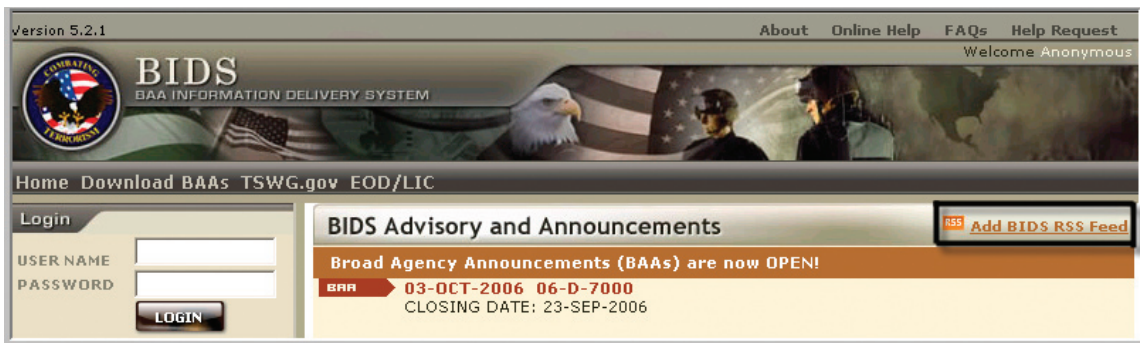 Version 5.2.1
About Online Help FAQs Help Request
Welcome Anonymous
COMBATING TERRORISM
BIDS
BAA INFORMATION DELIVERY SYSTEM
Home Download BAAs TSWG.gov EOD/LIC
Login
USER NAME
PASSWORD
LOGIN
BIDS Advisory and Announcements
RSS Add BIDS RSS Feed
Broad Agency Announcements (BAAs) are now OPEN!
BAA 03-OCT-2006 06-D-7000
CLOSING DATE: 23-SEP-2006